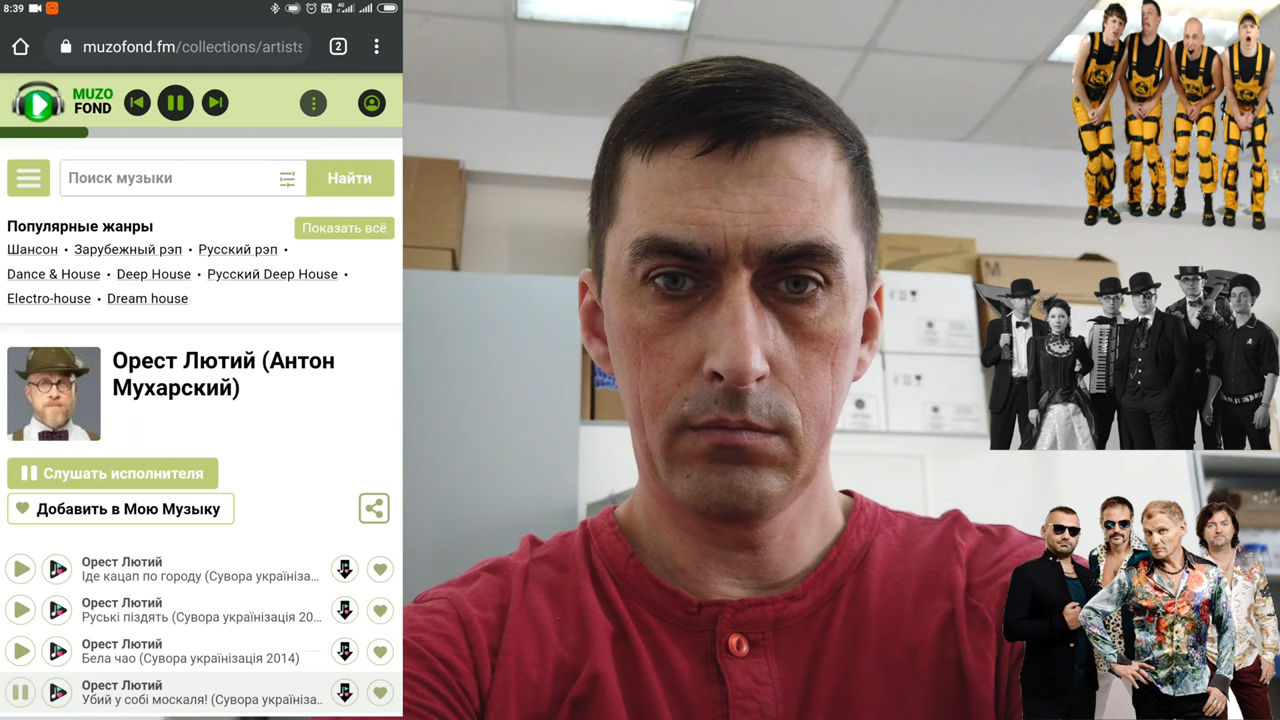 8:39
4G
2
muzofond.fm/collections/artists
MUZO
FOND
Поиск музыки
Найти
Популярные жанры
Показать всё
Шансон • Зарубежный рэп • Русский рэп •
Dance & House • Deep House • Русский Deep House •
Electro-house • Dream house
Орест Лютий (Антон
Мухарский)
Слушать исполнителя
Добавить в Мою Музыку
Орест Лютий
Іде кацап по городу (Сувора україніза...
Орест Лютий
Руські піздять (Сувора українізація 20...
Орест Лютий
Бела чао (Сувора українізація 2014)
Орест Лютий
Убий у собі москаля! (Сувора україніза..